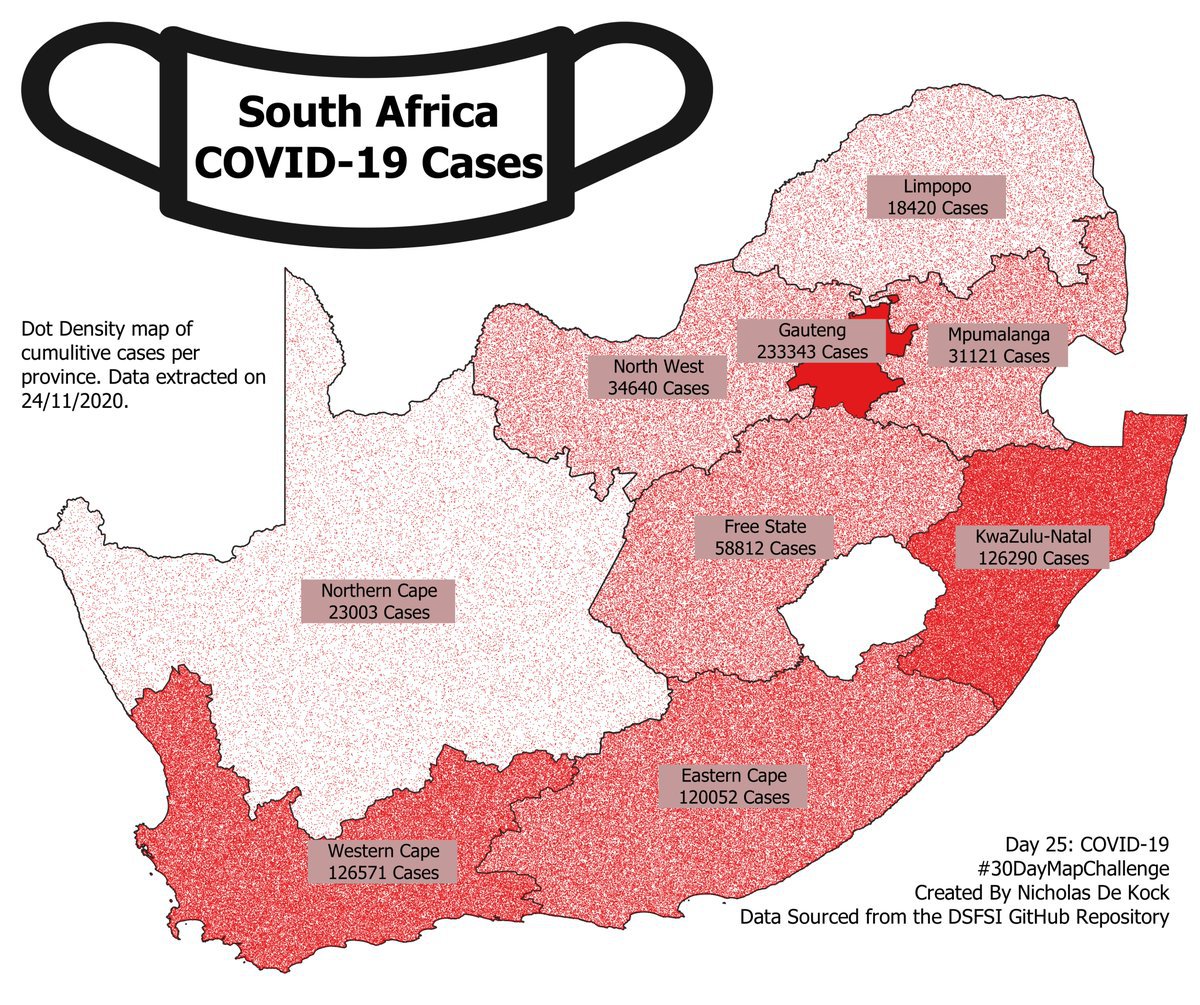 South Africa
COVID-19 Cases
Limpopo
18420 Cases
Dot Density map of
cumulitive cases per
province. Data extracted on
24/11/2020.
Gauteng
233343 Cases
Mpumalanga
31121 Cases
North West
34640 Cases
Free State
58812 Cases
KwaZulu-Natal
126290 Cases
Northern Cape
23003 Cases
Eastern Cape
120052 Cases
Western Cape
126571 Cases
Day 25: COVID-19
#30DayMapChallenge
Created By Nicholas De Kock
Data Sourced from the DSFSI GitHub Repository